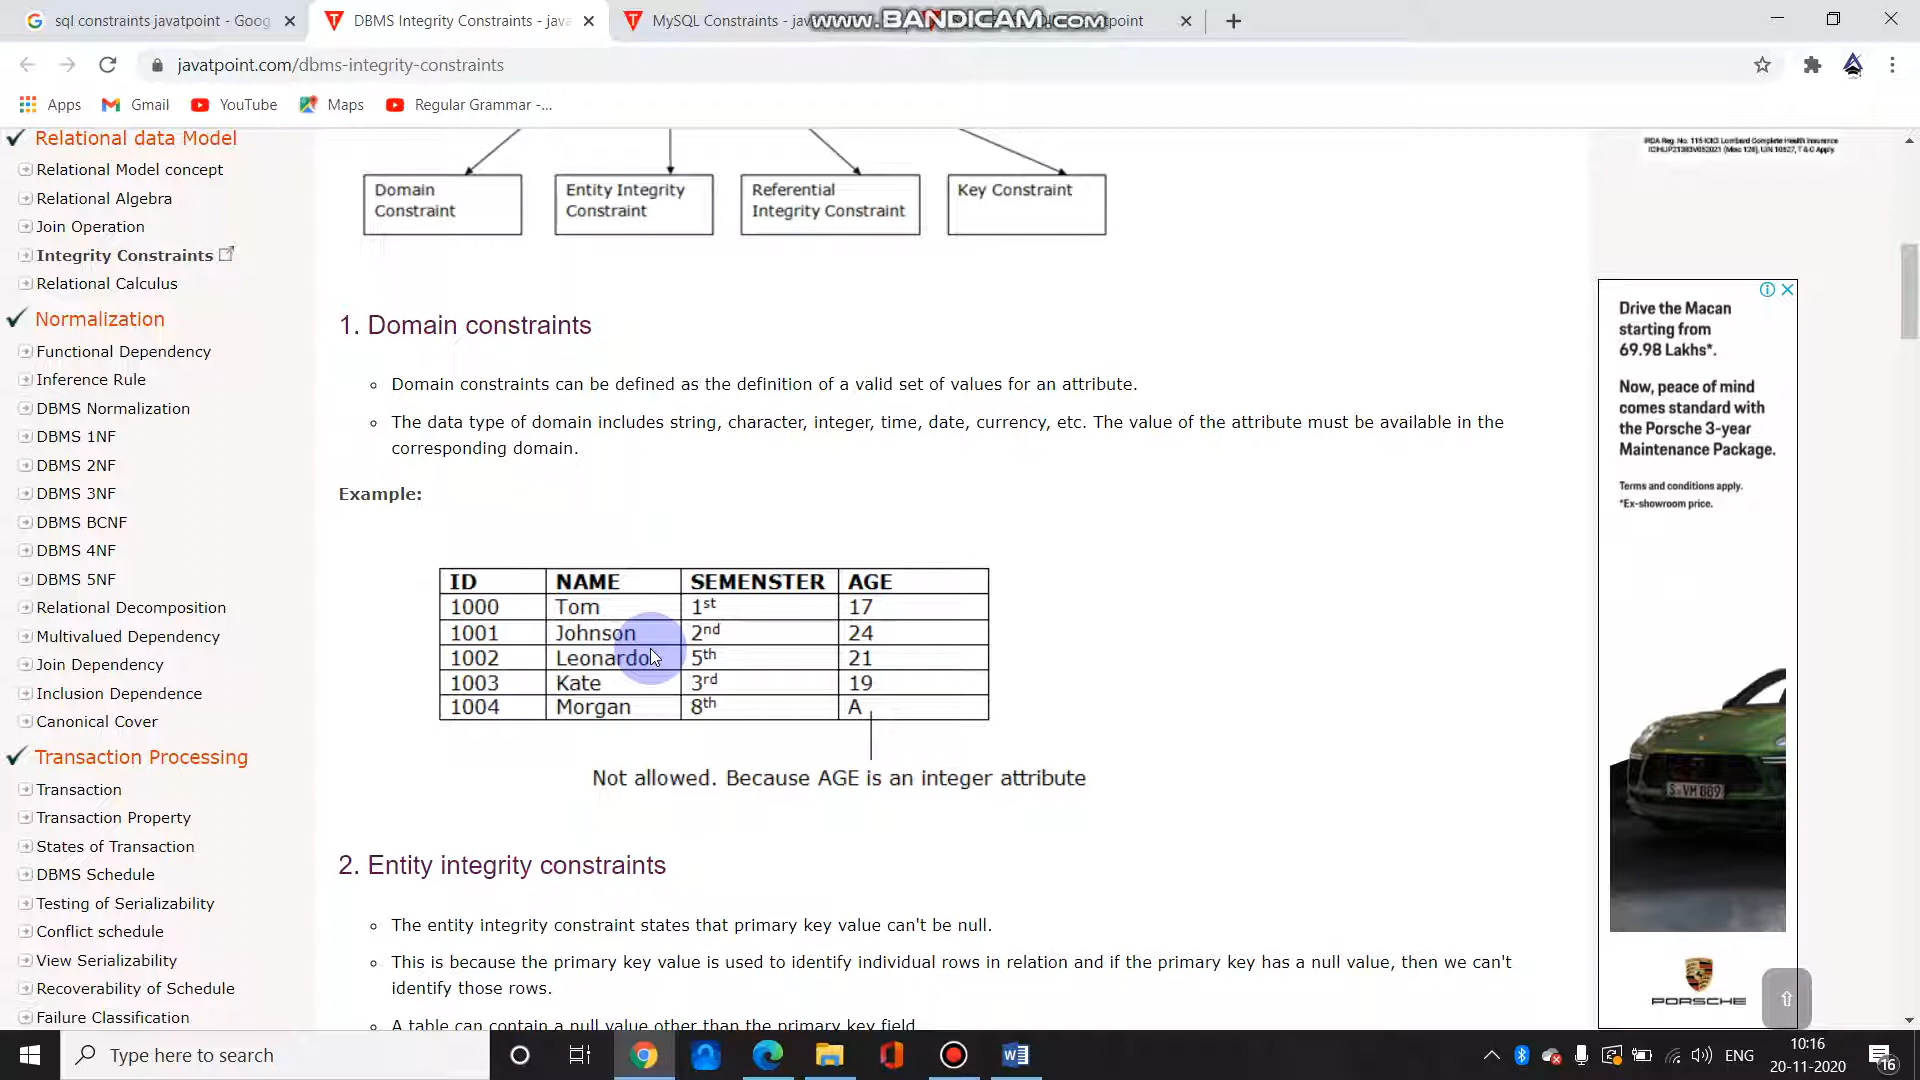 sql constraints javatpoint - Goog
DBMS Integrity Constraints - java
MySQL Constraints - jav
www.BANDICAM.com
point
javatpoint.com/dbms-integrity-constraints
Apps
Gmail
YouTube
Maps
Regular Grammar -...
Relational data Model
Relational Model concept
Relational Algebra
Join Operation
Integrity Constraints
Relational Calculus
Normalization
Functional Dependency
Inference Rule
DBMS Normalization
DBMS 1NF
DBMS 2NF
DBMS 3NF
DBMS BCNF
DBMS 4NF
DBMS 5NF
Relational Decomposition
Multivalued Dependency
Join Dependency
Inclusion Dependence
Canonical Cover
Transaction Processing
Transaction
Transaction Property
States of Transaction
DBMS Schedule
Testing of Serializability
Conflict schedule
View Serializability
Recoverability of Schedule
Failure Classification
Domain
Constraint
Entity Integrity
Constraint
Referential
Integrity Constraint
Key Constraint
1. Domain constraints
Domain constraints can be defined as the definition of a valid set of values for an attribute.
The data type of domain includes string, character, integer, time, date, currency, etc. The value of the attribute must be available in the
corresponding domain.
Example:
ID NAME SEMENSTER AGE
1000 Tom 1st 17
1001 Johnson 2nd 24
1002 Leonardo 5th 21
1003 Kate 3rd 19
1004 Morgan 8th A
Not allowed. Because AGE is an integer attribute
2. Entity integrity constraints
The entity integrity constraint states that primary key value can't be null.
This is because the primary key value is used to identify individual rows in relation and if the primary key has a null value, then we can't
identify those rows.
A table can contain a null value other than the primary key field.
Drive the Macan
starting from
69.98 Lakhs*.
Now, peace of mind
comes standard with
the Porsche 3-year
Maintenance Package.
Terms and conditions apply.
*Ex-showroom price.
PORSCHE
Type here to search
ENG
10:16
20-11-2020
16